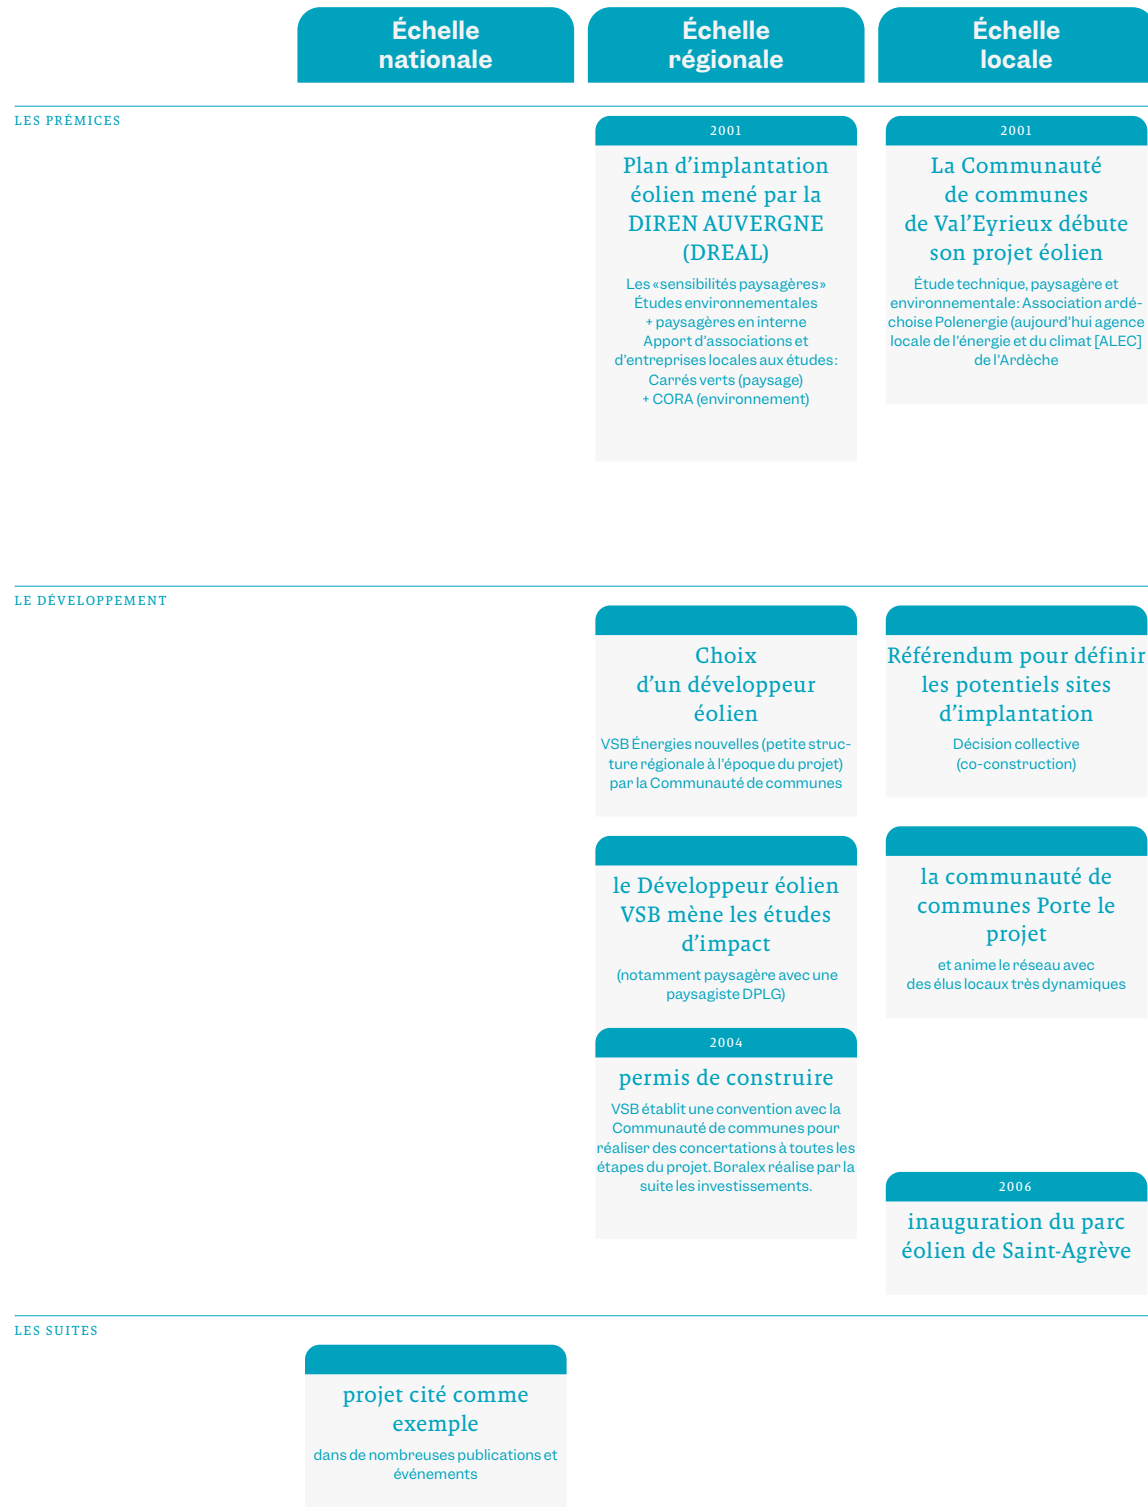 Échelle
nationale
Échelle
régionale
Échelle
locale
LES PRÉMICES
2001
Plan d’implantation
éolien mené par la
DIREN AUVERGNE
(DREAL)
Les «sensibilités paysagères»
Études environnementales
+ paysagères en interne
Apport d’associations et
d’entreprises locales aux études:
Carrés verts (paysage)
+ CORA (environnement)
2001
La Communauté
de communes
de Val’Eyrieux débute
son projet éolien
Étude technique, paysagère et
environnementale: Association ardé-
choise Polenergie (aujourd’hui agence
locale de l’énergie et du climat [ALEC]
de l’Ardèche
LE DÉVELOPPEMENT
Choix
d’un développeur
éolien
VSB Énergies nouvelles (petite struc-
ture régionale à l’époque du projet)
par la Communauté de communes
Référendum pour définir
les potentiels sites
d’implantation
Décision collective
(co-construction)
le Développeur éolien
VSB mène les études
d’impact
(notamment paysagère avec une
paysagiste DPLG)
la communauté de
communes Porte le
projet
et anime le réseau avec
des élus locaux très dynamiques
2004
permis de construire
VSB établit une convention avec la
Communauté de communes pour
réaliser des concertations à toutes les
étapes du projet. Boralex réalise par la
suite les investissements.
2006
inauguration du parc
éolien de Saint-Agrève
LES SUITES
projet cité comme
exemple
dans de nombreuses publications et
événements